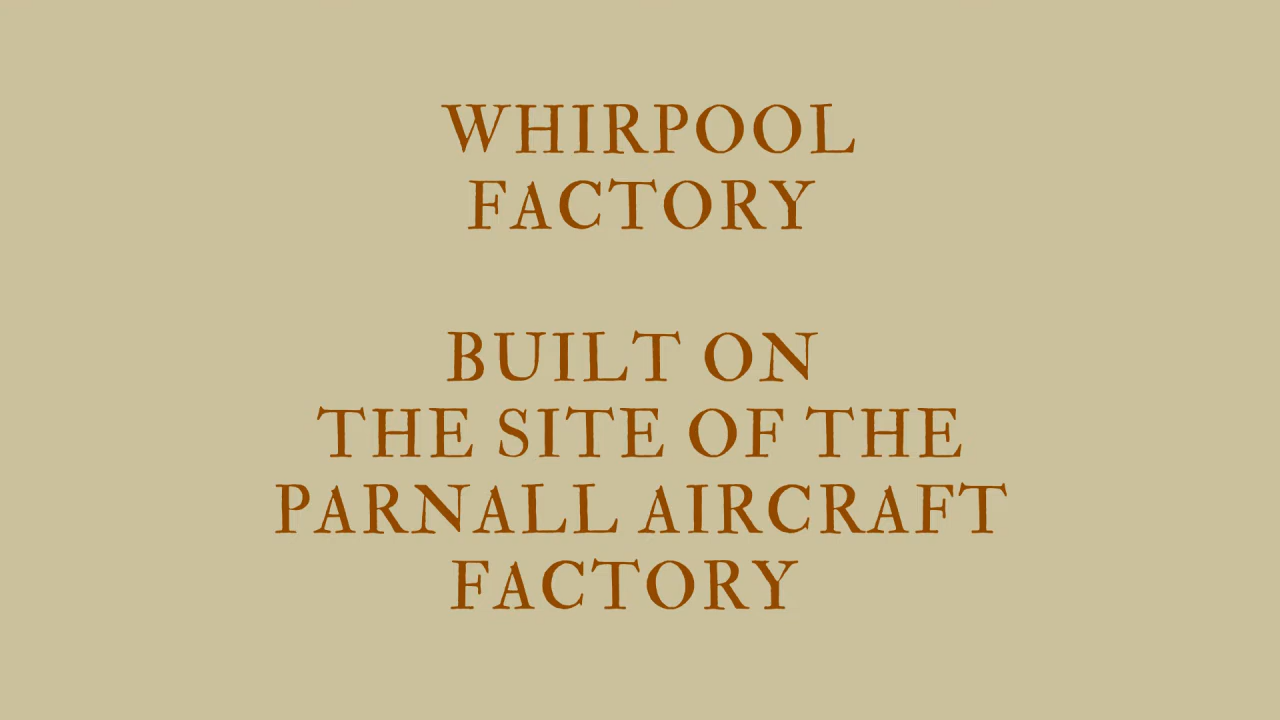 WHIRPOOL
FACTORY
BUILT ON
THE SITE OF THE
PARNALL AIRCRAFT
FACTORY